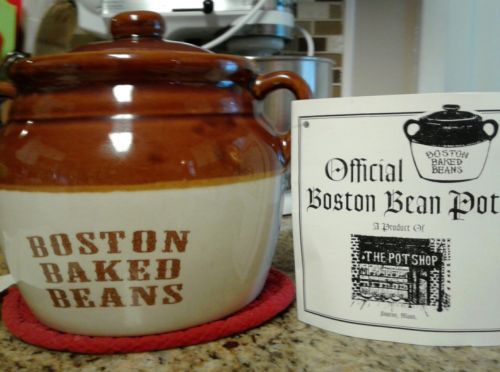 BOSTON
BAKED
BEANS
Official
BOSTON
BAKED
BEANS
Boston Bean Pot
A Product Of
THE POT SHOP
Boston, Mass.